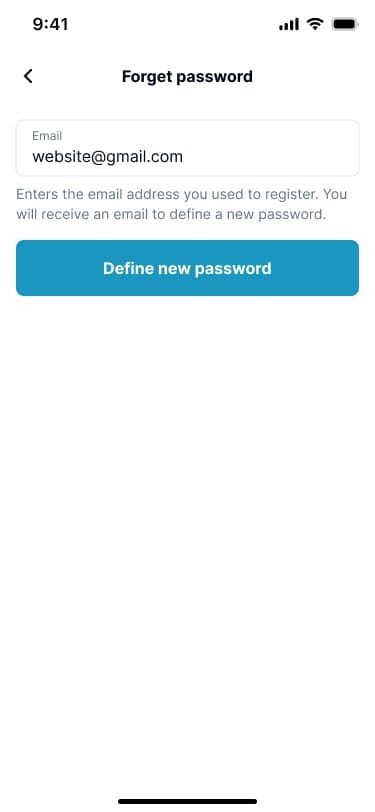 9:41
Forget password
Email
website@gmail.com
Enters the email address you used to register. You
will receive an email to define a new password.
Define new password